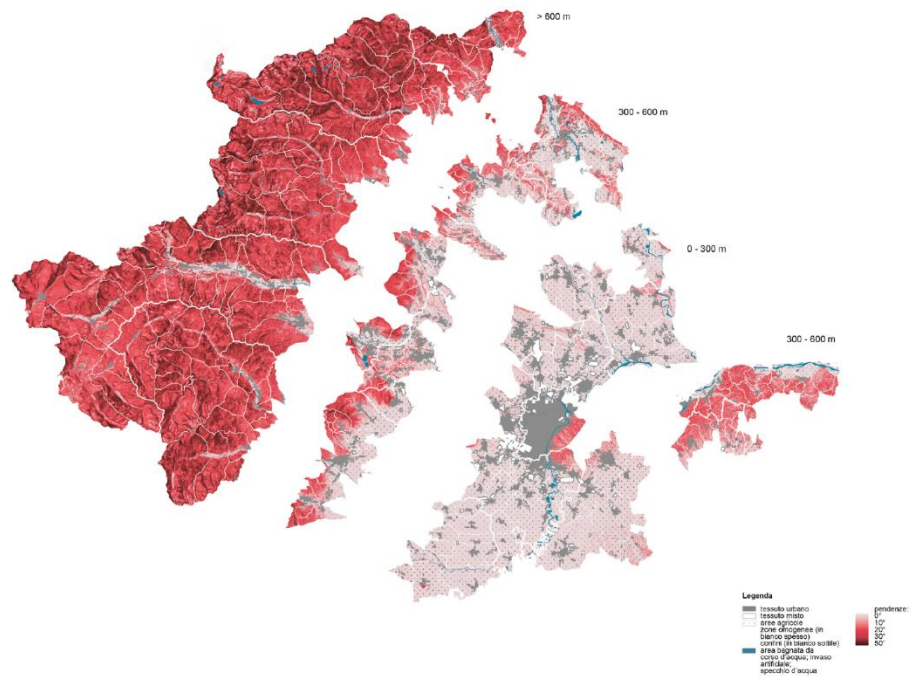 > 600 m
300 - 600 m
0 - 300 m
300 - 600 m
Legenda
tessuto urbano
tessuto misto
aree agricole
zone omogenee (in
bianco spesso)
confini (in bianco sottile)
area bagnata da
corso d'acqua; invaso
artificiale;
specchio d'acqua
pendenze:
0°
10°
20°
30°
50°